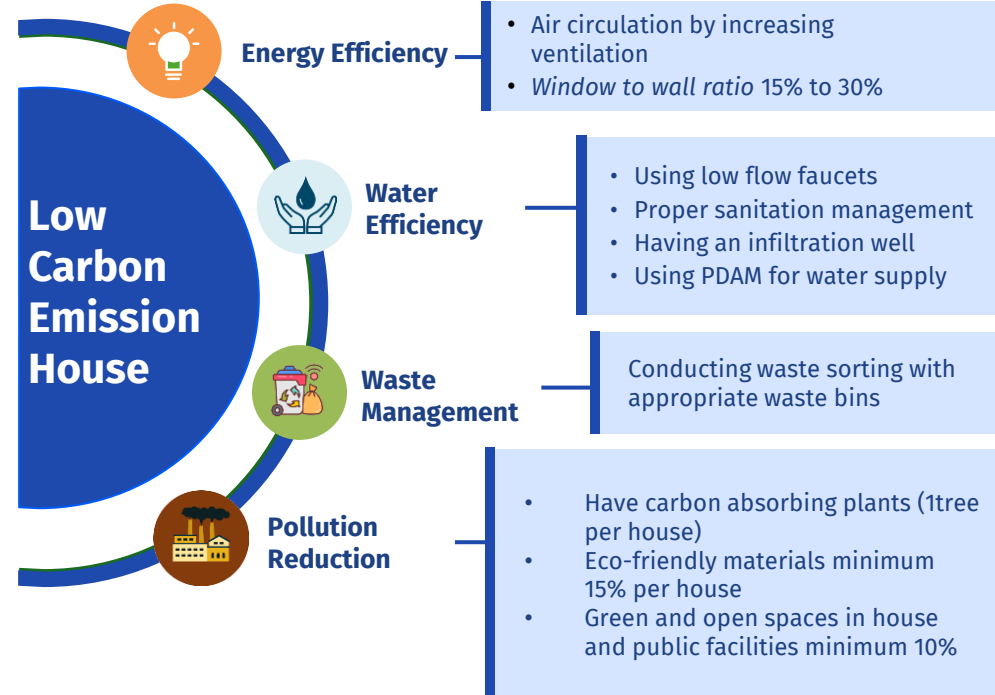 Low
Carbon
Emission
House
Energy Efficiency
• Air circulation by increasing
ventilation
• Window to wall ratio 15% to 30%
Water
Efficiency
• Using low flow faucets
• Proper sanitation management
• Having an infiltration well
• Using PDAM for water supply
Waste
Management
Conducting waste sorting with
appropriate waste bins
Pollution
Reduction
• Have carbon absorbing plants (1tree
per house)
• Eco-friendly materials minimum
15% per house
• Green and open spaces in house
and public facilities minimum 10%